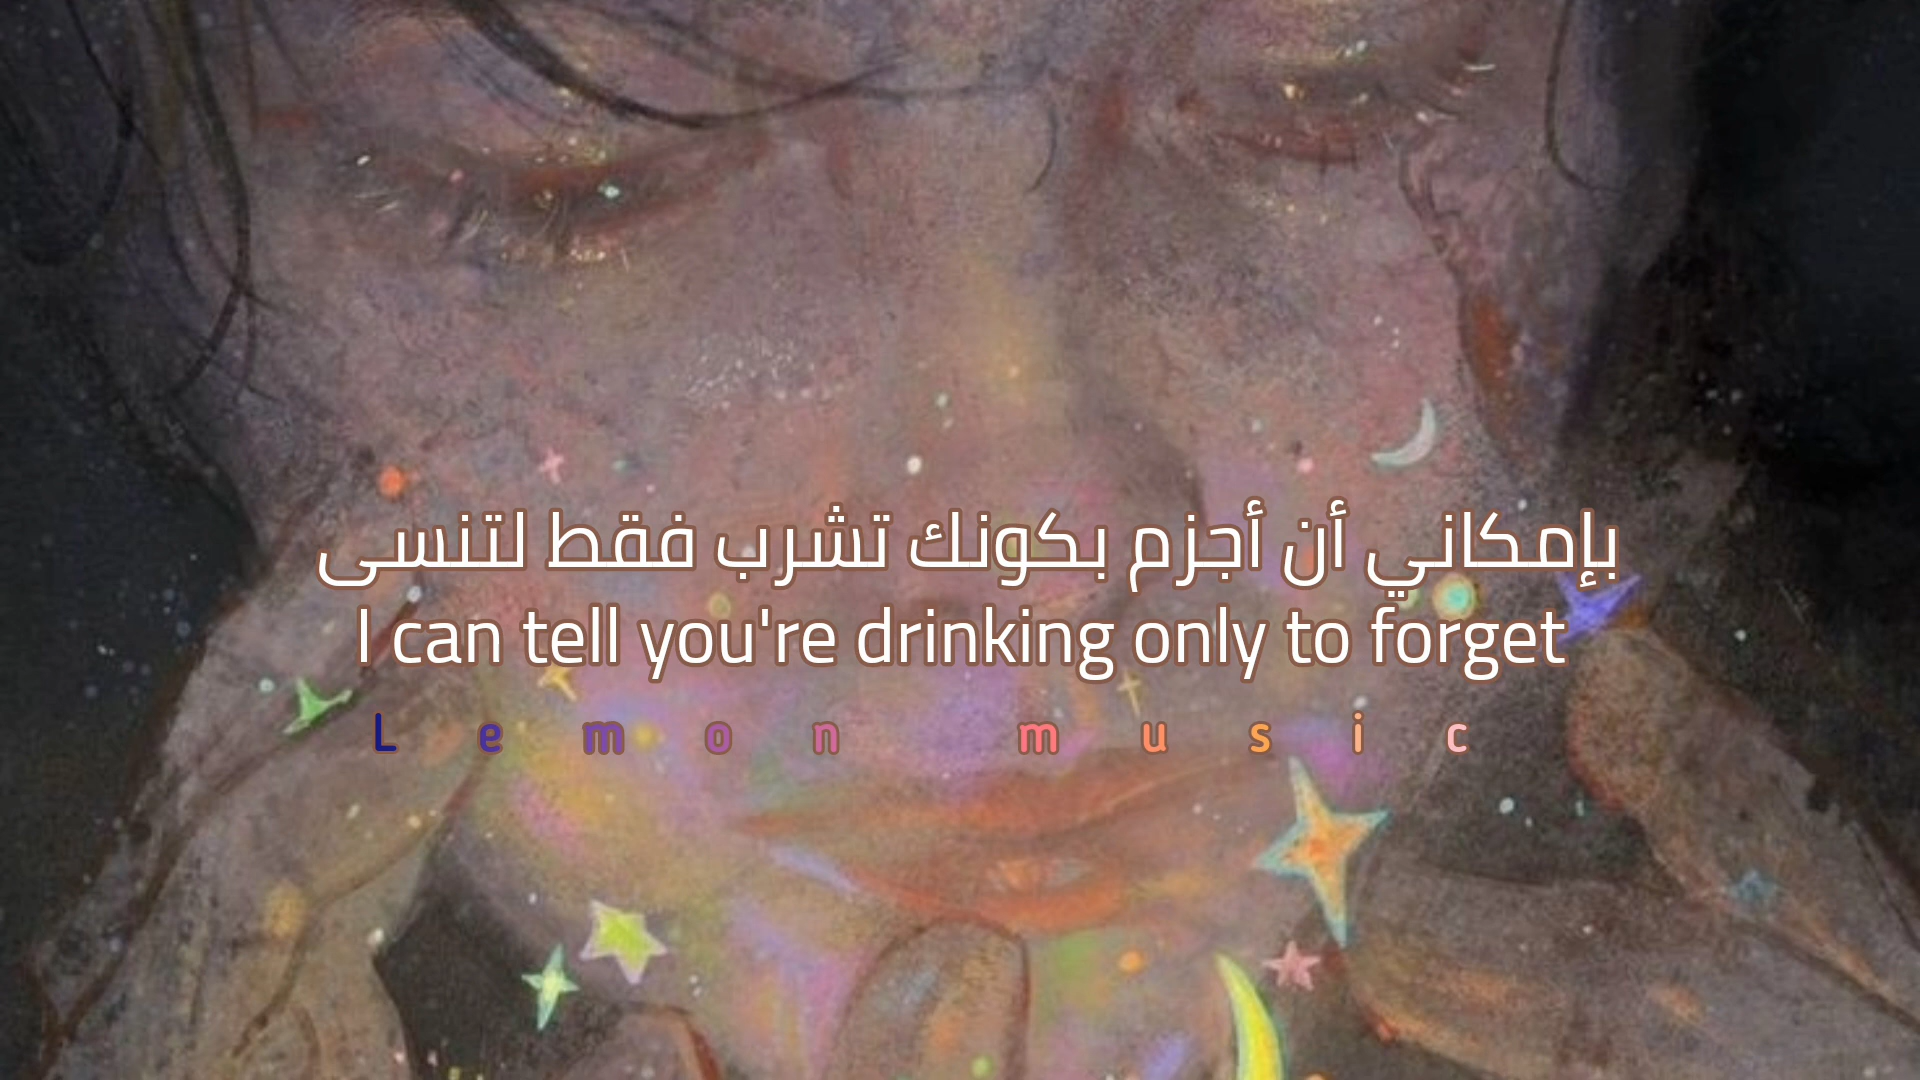 بإمكاني أن أجزم بكونك تشرب فقط لتنسى
I can tell you're drinking only to forget
Lemon music